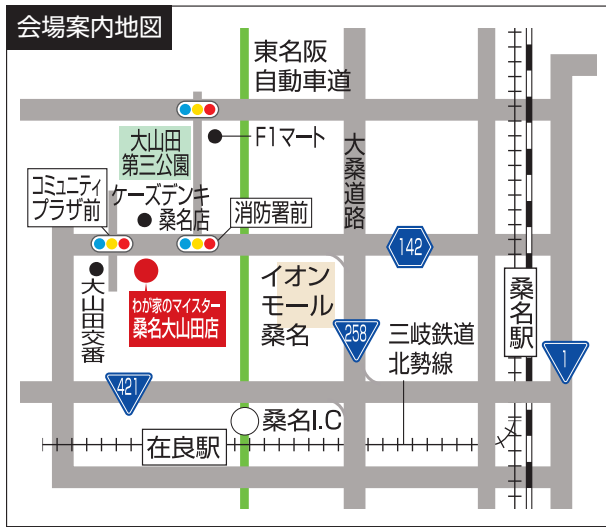 会場案内地図
東名阪
自動車道
大山田
第三公園
F1マート
大桑道路
コミュニティ
プラザ前
ケーズデンキ
桑名店
消防署前
142
大山田交番
わが家のマイスター
桑名大山田店
イオン
モール
桑名
258
三岐鉄道
北勢線
桑名駅
1
421
桑名I.C
在良駅